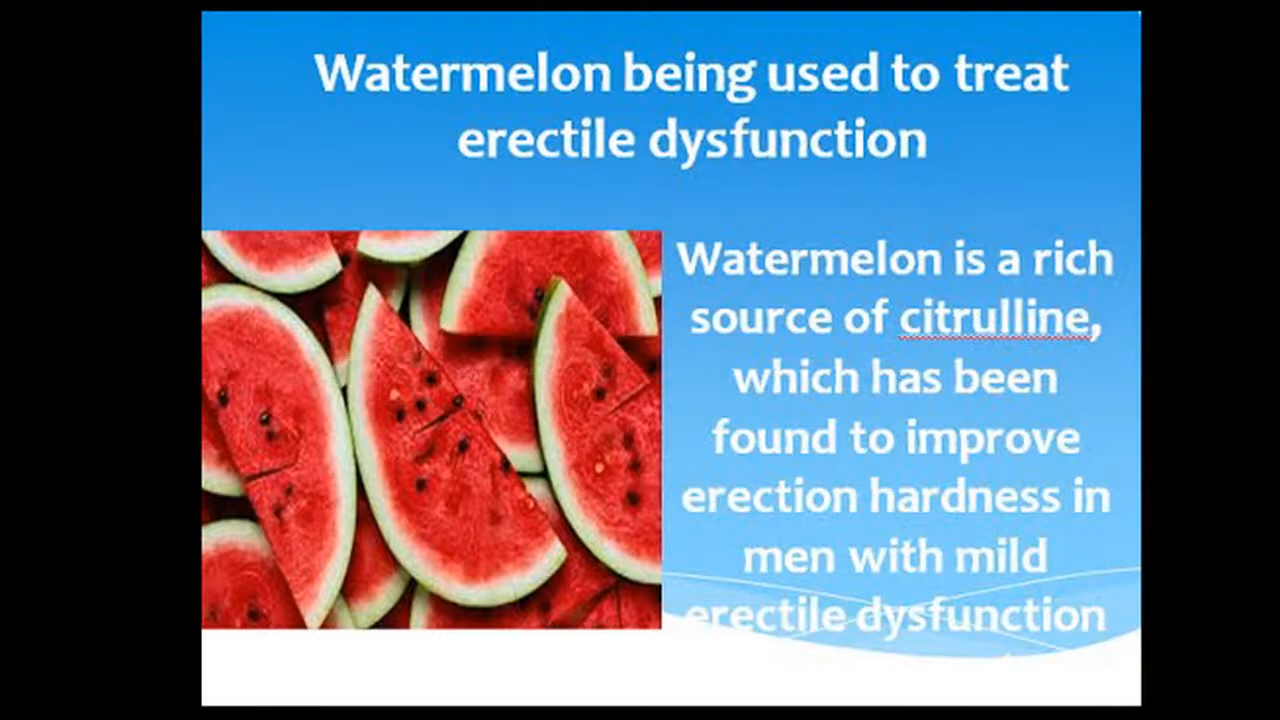 Watermelon being used to treat
erectile dysfunction
Watermelon is a rich
source of citrulline,
which has been
found to improve
erection hardness in
men with mild
erectile dysfunction